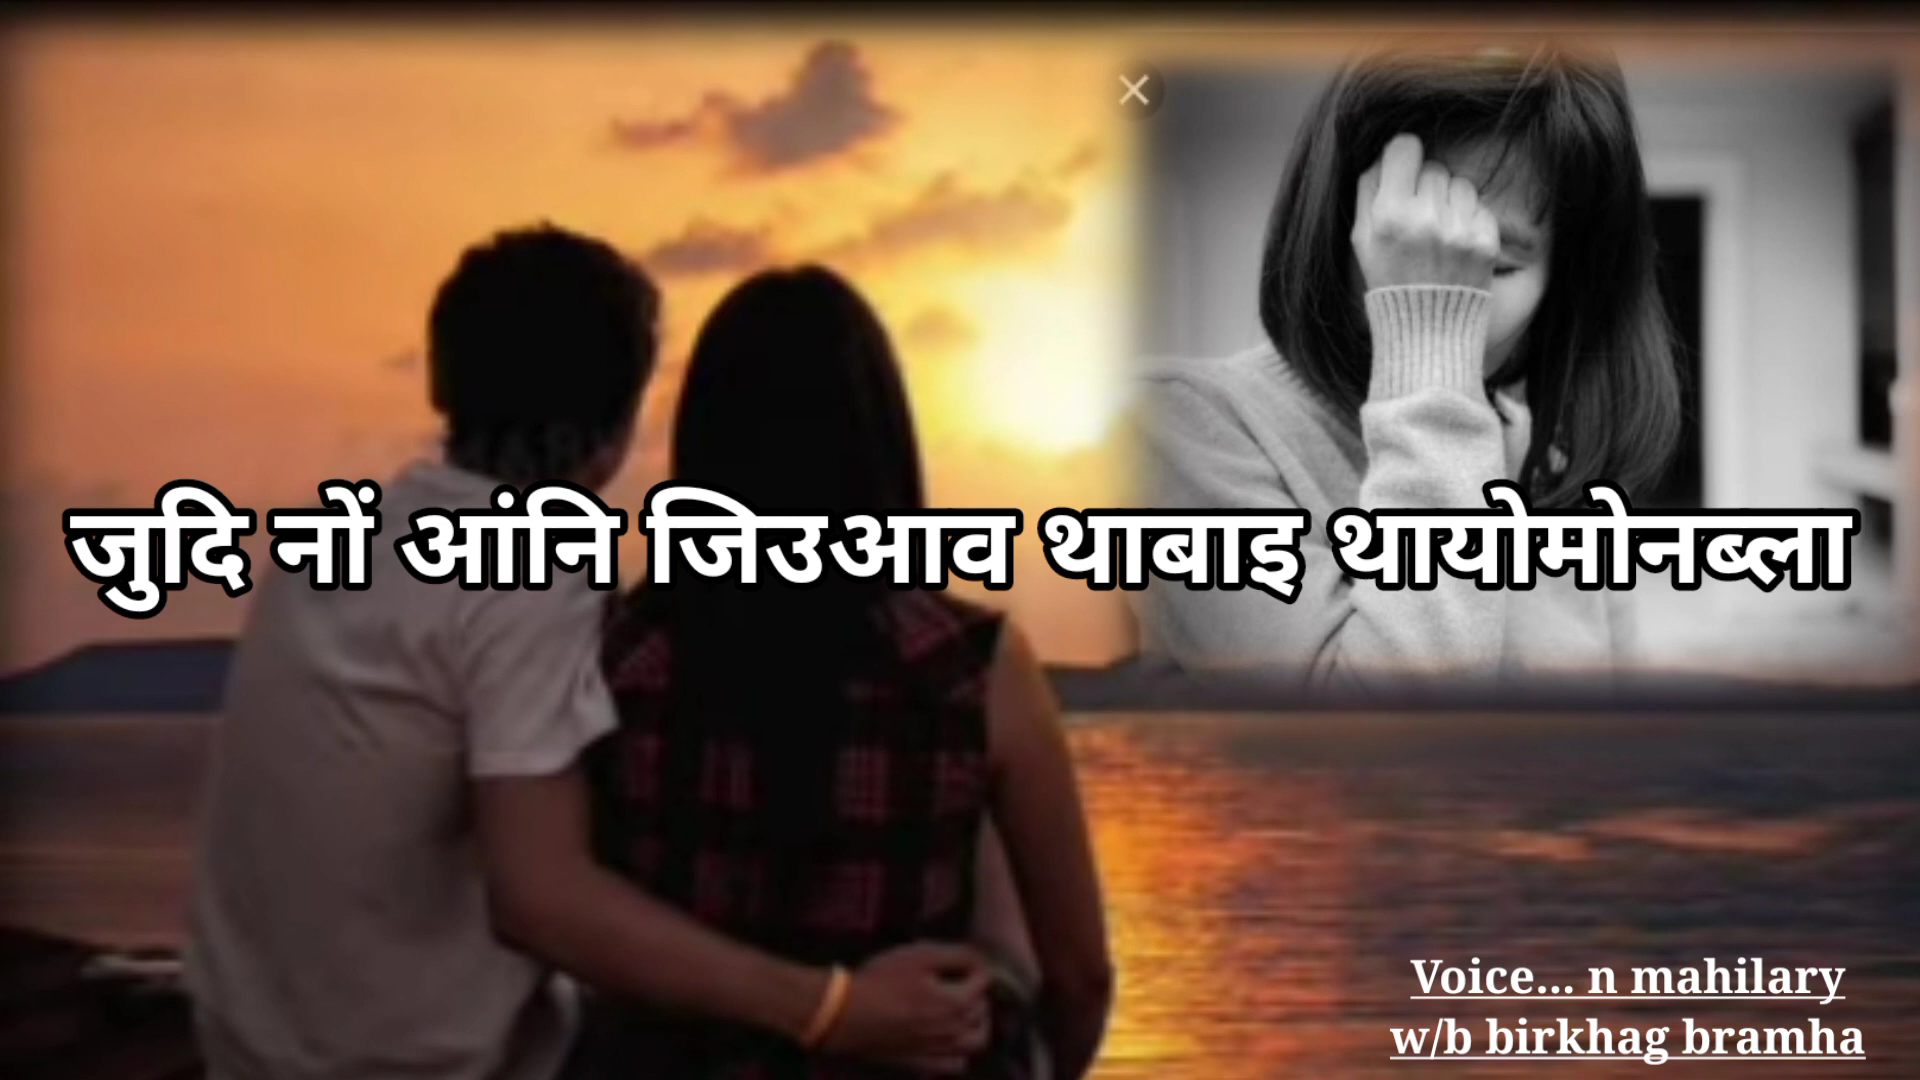 जुदि नों आंनि जिउआव थाबाइ थायोमोनब्ला
Voice... n mahilary
w/b birkhag bramha